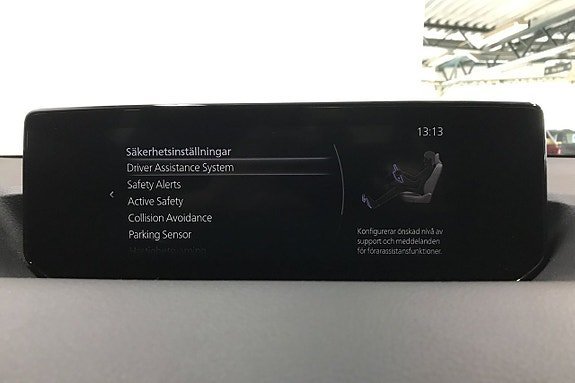 13:13
Säkerhetsinställningar
Driver Assistance System
Safety Alerts
Active Safety
Collision Avoidance
Parking Sensor
Konfigurerar önskad nivå av
support och meddelanden
för förarassistansfunktioner.